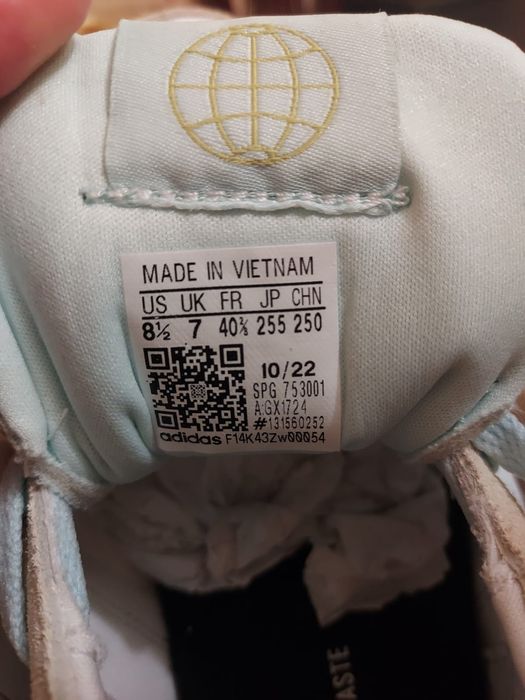 MADE IN VIETNAM
US UK FR JP CHN
8½ 7 40⅔ 255 250
10/22
SPG 753001
A:GX1724
#131560252
adidas F14K43Zw00054
ASTE